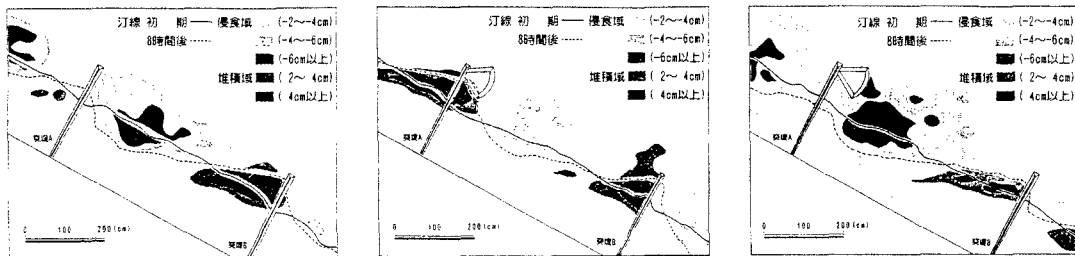 汀線 初 期 侵食域 (-2~-4cm)
8時間後 (-4~-6cm)
(-6cm以上)
堆積域 (2~4cm)
(4cm以上)
突堤A
突堤B
0 100 200(cm)
汀線 初 期 侵食域 (-2~-4cm)
8時間後 (-4~-6cm)
(-6cm以上)
堆積域 (2~4cm)
(4cm以上)
突堤A
突堤B
0 100 200(cm)
汀線 初 期 侵食域 (-2~-4cm)
8時間後 (-4~-6cm)
(-6cm以上)
堆積域 (2~4cm)
(4cm以上)
突堤A
突堤B
0 100 200(cm)